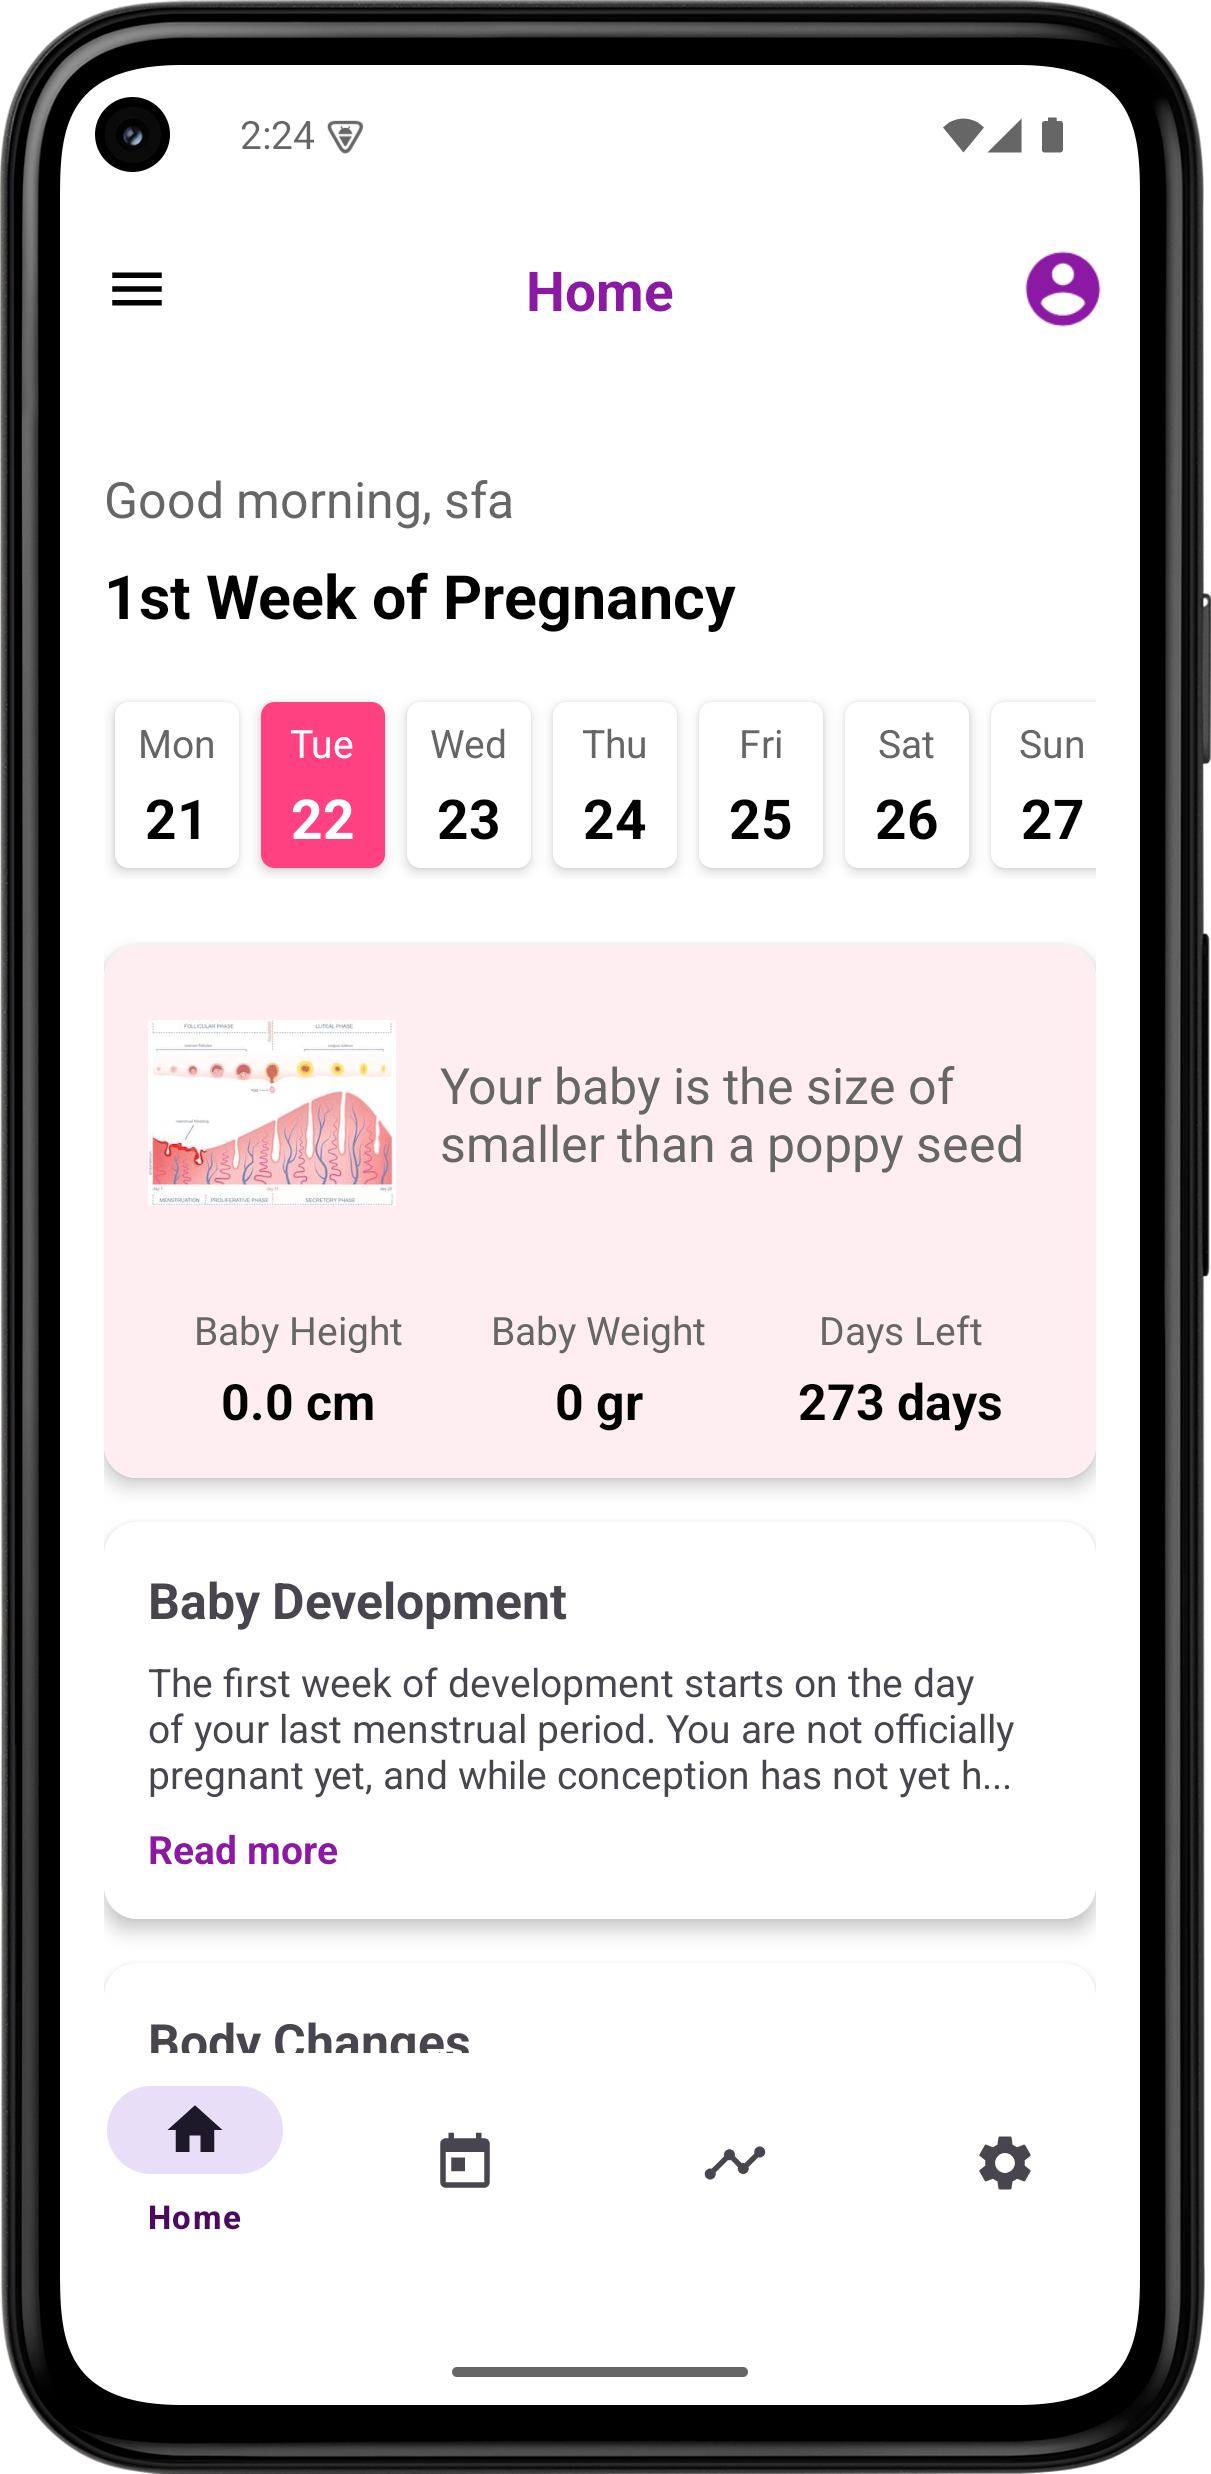 2:24
Home
Good morning, sfa
1st Week of Pregnancy
Mon Tue Wed Thu Fri Sat Sun
21 22 23 24 25 26 27
FOLLICULAR PHASE LUTEAL PHASE
Your baby is the size of
smaller than a poppy seed
MENSTRUATION PROLIFERATIVE PHASE SECRETORY PHASE
Baby Height Baby Weight Days Left
0.0 cm 0 gr 273 days
Baby Development
The first week of development starts on the day
of your last menstrual period. You are not officially
pregnant yet, and while conception has not yet h...
Read more
Body Changes
Home